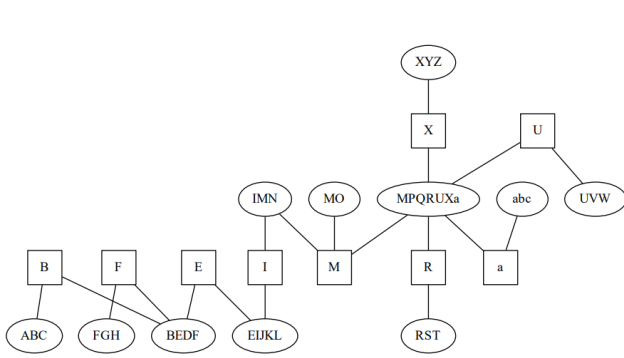 XYZ
X U
IMN MO MPQRUXa abc UVW
B F E I M R a
ABC FGH BEDF EIJKL RST